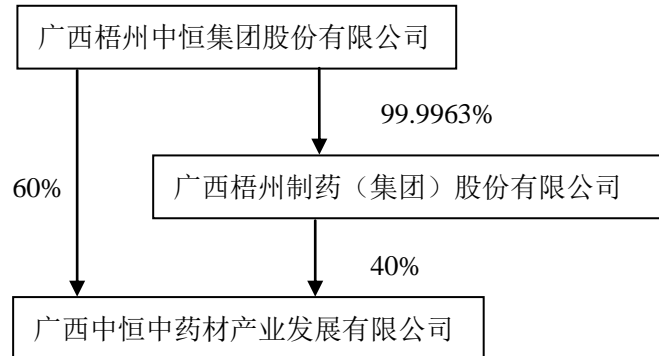 广西梧州中恒集团股份有限公司
99.9963%
60%
广西梧州制药（集团）股份有限公司
40%
广西中恒中药材产业发展有限公司